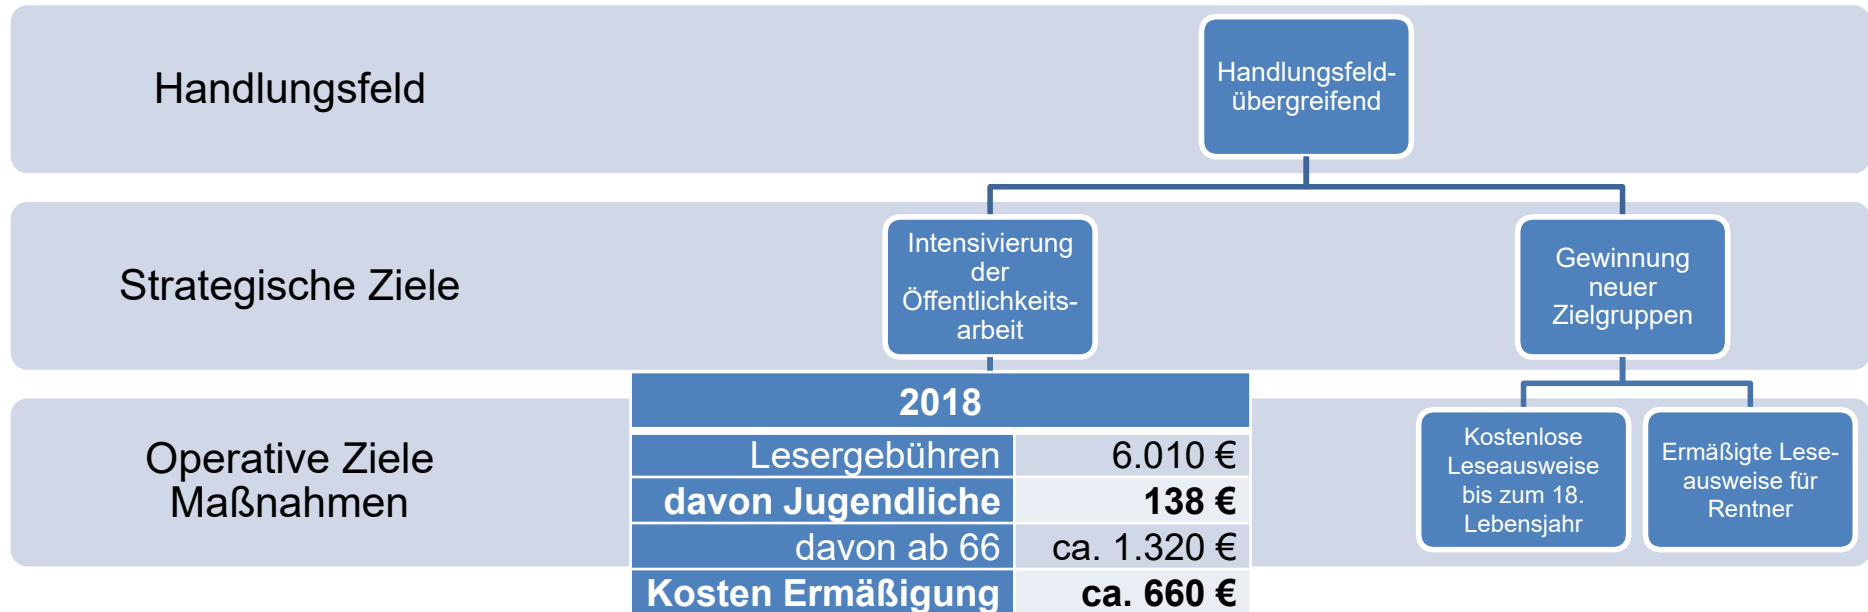 Handlungsfeld
Handlungsfeld-
übergreifend
Strategische Ziele
Intensivierung
der
Öffentlichkeits-
arbeit
Gewinnung
neuer
Zielgruppen
Operative Ziele
Maßnahmen
2018
Lesergebühren 6.010 €
davon Jugendliche 138 €
davon ab 66 ca. 1.320 €
Kosten Ermäßigung ca. 660 €
Kostenlose
Leseausweise
bis zum 18.
Lebensjahr
Ermäßigte Lese-
ausweise für
Rentner